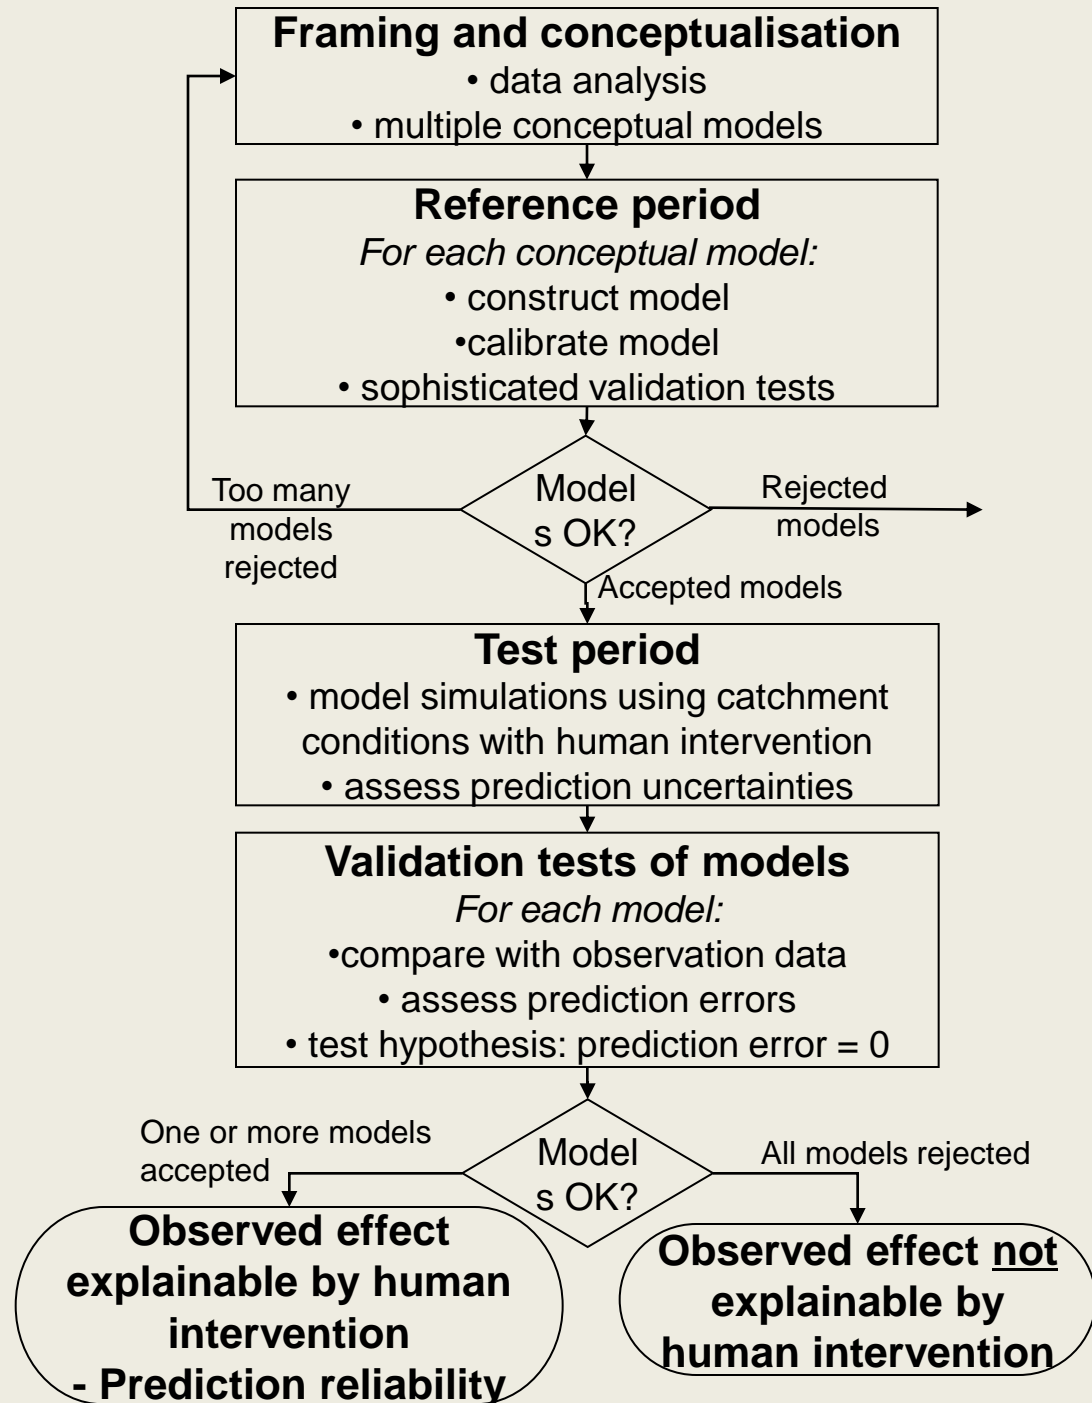 Framing and conceptualisation
• data analysis
• multiple conceptual models
Reference period
For each conceptual model:
• construct model
•calibrate model
• sophisticated validation tests
Model
s OK?
Too many
models
rejected
Rejected
models
Accepted models
Test period
• model simulations using catchment
conditions with human intervention
• assess prediction uncertainties
Validation tests of models
For each model:
•compare with observation data
• assess prediction errors
• test hypothesis: prediction error = 0
Model
s OK?
One or more models
accepted
All models rejected
Observed effect
explainable by human
intervention
- Prediction reliability
Observed effect not
explainable by
human intervention